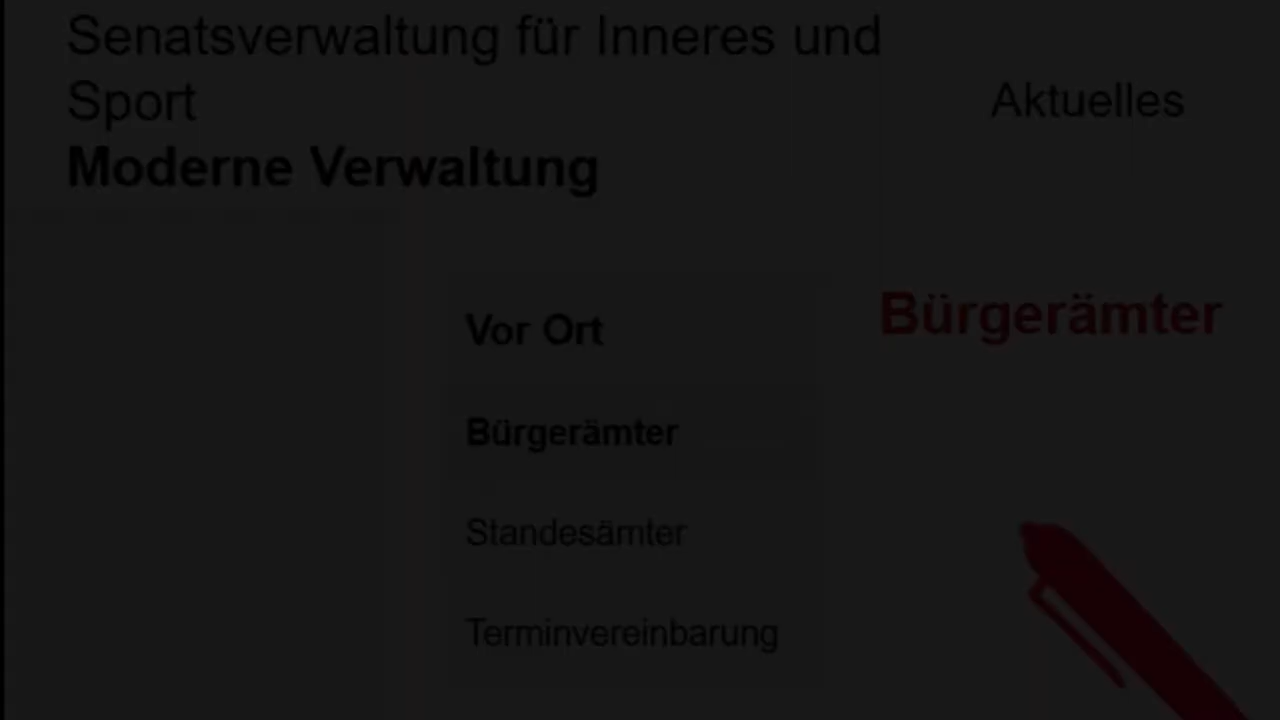 Senatsverwaltung für Inneres und
Sport
Aktuelles
Moderne Verwaltung
Bürgerämter
Vor Ort
Bürgerämter
Standesämter
Terminvereinbarung